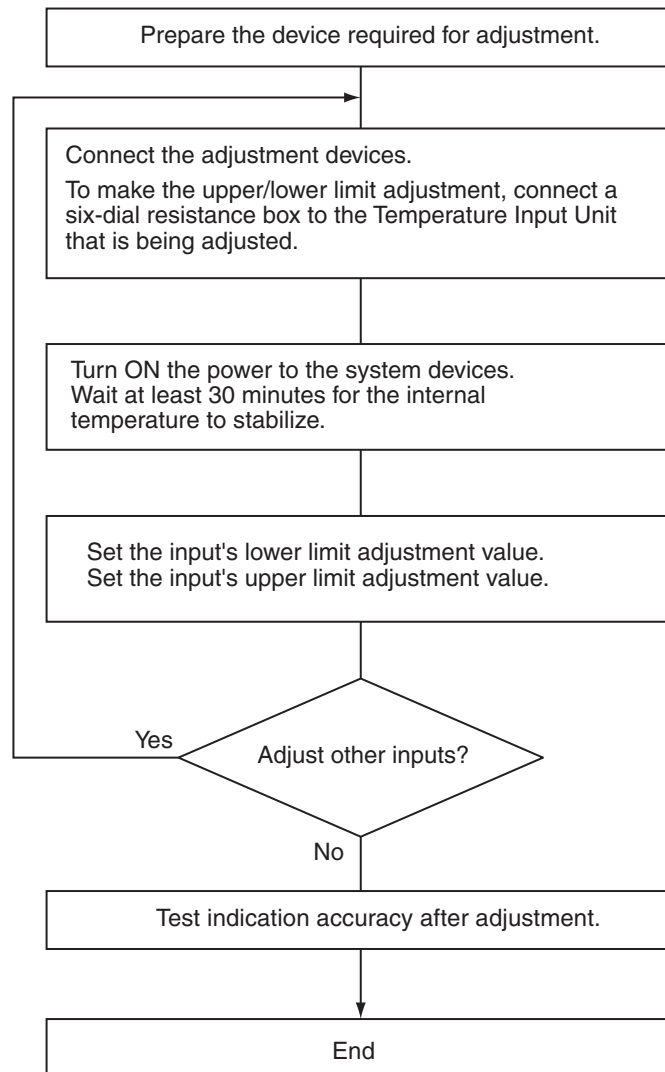 Prepare the device required for adjustment.
Connect the adjustment devices.
To make the upper/lower limit adjustment, connect a
six-dial resistance box to the Temperature Input Unit
that is being adjusted.
Turn ON the power to the system devices.
Wait at least 30 minutes for the internal
temperature to stabilize.
Set the input's lower limit adjustment value.
Set the input's upper limit adjustment value.
Yes
Adjust other inputs?
No
Test indication accuracy after adjustment.
End